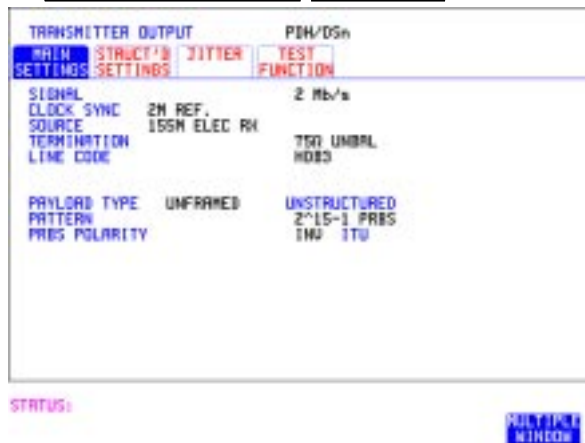 TRANSMITTER OUTPUT PDH/DSn
MAIN SETTINGS STRUCT'D SETTINGS JITTER TEST FUNCTION
SIGNAL 2 Mb/s
CLOCK SYNC 2M REF.
SOURCE 155M ELEC RX
TERMINATION 75Ω UNBAL
LINE CODE HDB3
PAYLOAD TYPE UNFRAMED UNSTRUCTURED
PATTERN 2^15-1 PRBS
PRBS POLARITY INV ITU
STATUS:
MULTIPLE
WINDOW